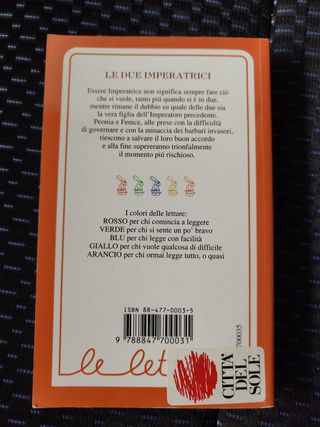 LE DUE IMPERATRICI
Essere Imperatrice non significa sempre fare ciò
che si vuole, tanto più quando si è in due,
mentre rimane il dubbio su quale delle due sia
la vera figlia dell'Imperatore precedente.
Peonia e Fenice, alle prese con la difficoltà
di governare e con la minaccia dei barbari invasori,
riescono a salvare il loro buon accordo
e alla fine supereranno trionfalmente
il momento più rischioso.
I colori delle letture:
ROSSO per chi comincia a leggere
VERDE per chi si sente un po' bravo
BLU per chi legge con facilità
GIALLO per chi vuole qualcosa di difficile
ARANCIO per chi ormai legge tutto, o quasi
ISBN 88-477-0003-5
9 788847 700031
700035
le let
CITTA' DEL SOLE